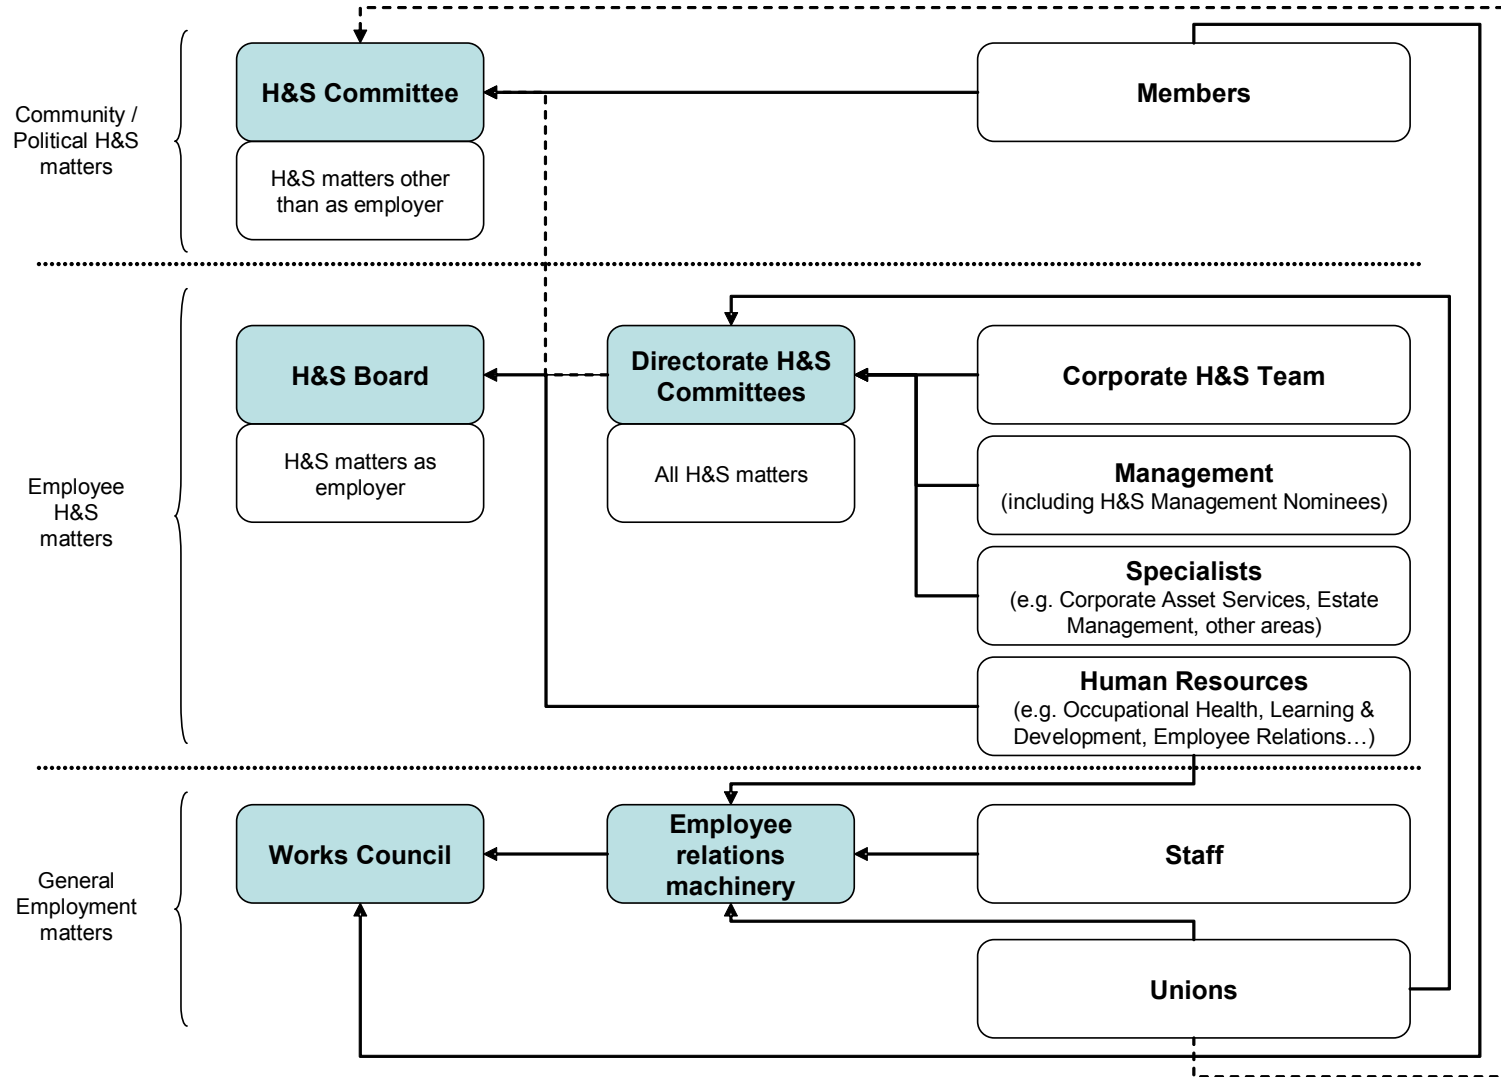 Community /
Political H&S
matters
H&S Committee
H&S matters other
than as employer
Members
Employee
H&S
matters
H&S Board
H&S matters as
employer
Directorate H&S
Committees
All H&S matters
Corporate H&S Team
Management
(including H&S Management Nominees)
Specialists
(e.g. Corporate Asset Services, Estate
Management, other areas)
Human Resources
(e.g. Occupational Health, Learning &
Development, Employee Relations…)
General
Employment
matters
Works Council
Employee
relations
machinery
Staff
Unions